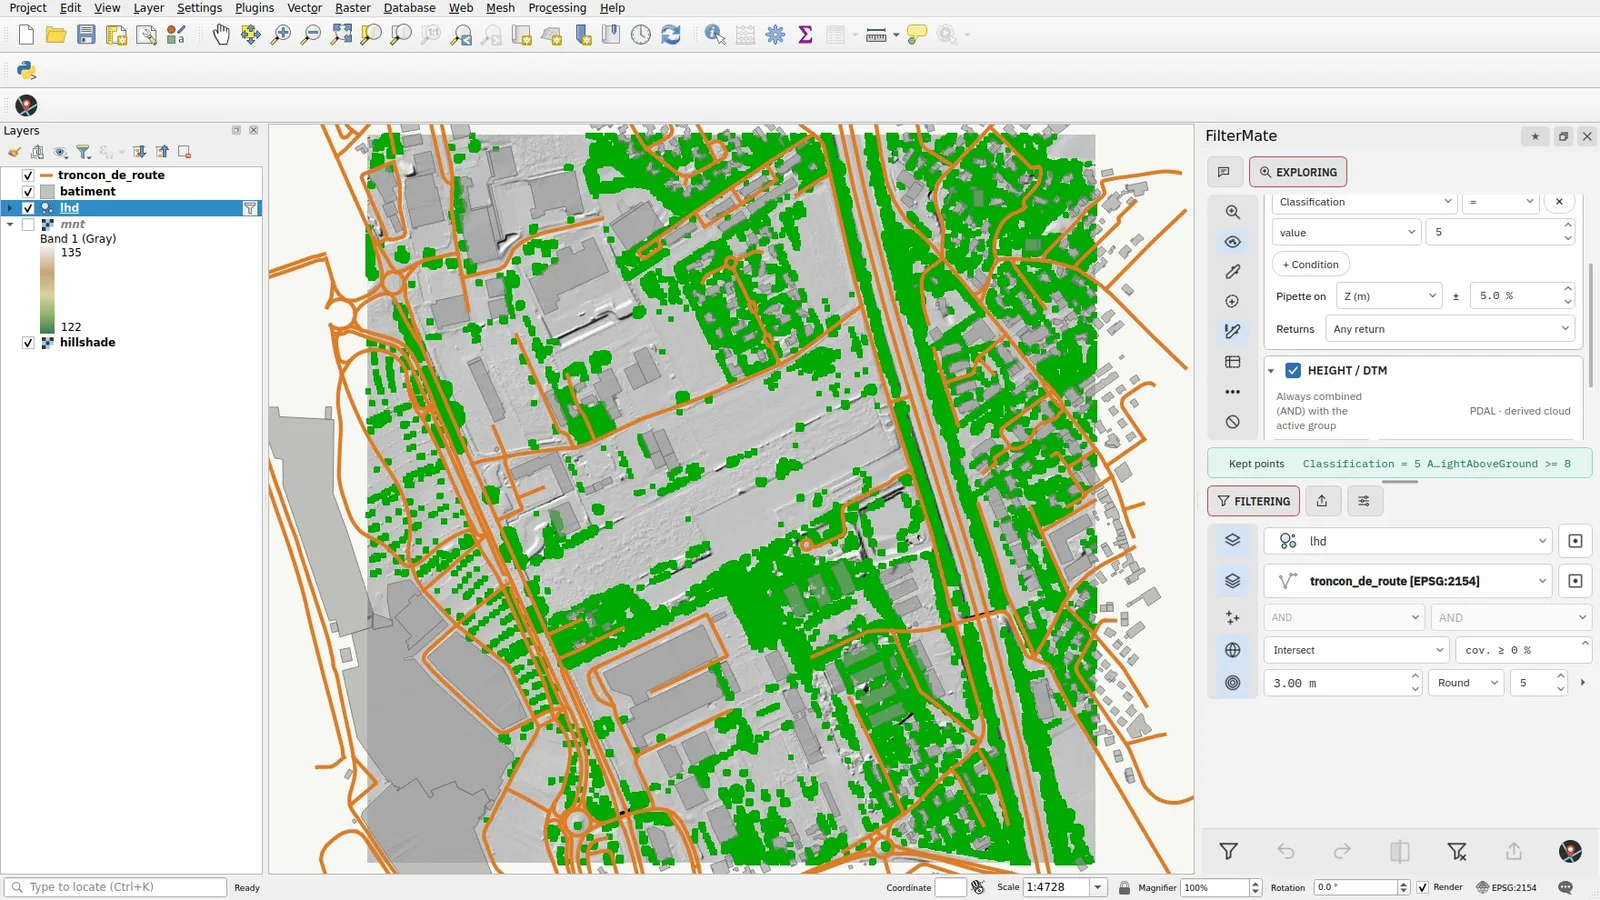 Project Edit View Layer Settings Plugins Vector Raster Database Web Mesh Processing Help
Layers
troncon_de_route
batiment
lhd
mnt
Band 1 (Gray)
135
122
hillshade
FilterMate
EXPLORING
Classification =
value 5
+ Condition
Pipette on Z (m) ± 5.0 %
Returns Any return
HEIGHT / DTM
Always combined
(AND) with the
active group
PDAL · derived cloud
Kept points Classification = 5 A…ightAboveGround >= 8
FILTERING
lhd
troncon_de_route [EPSG:2154]
AND AND
Intersect cov. ≥ 0 %
3.00 m Round 5
Type to locate (Ctrl+K) Ready Coordinate Scale 1:4728 Magnifier 100% Rotation 0.0 ° Render EPSG:2154